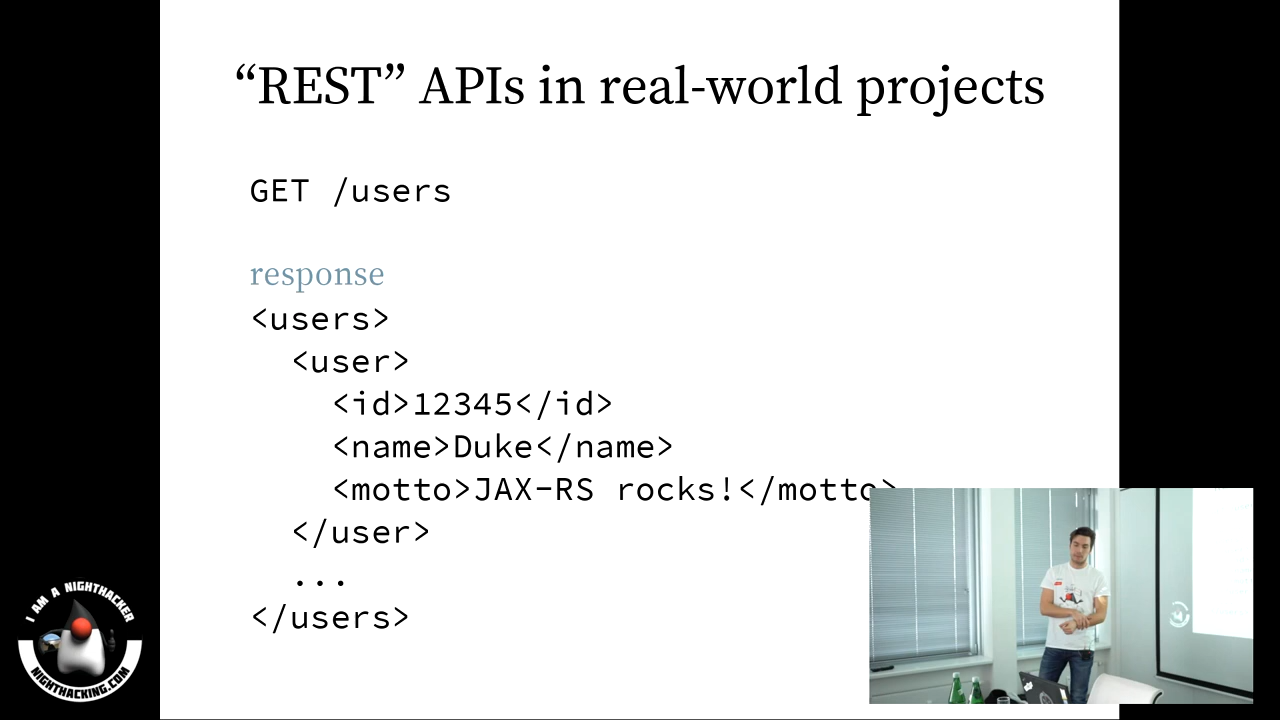 “REST” APIs in real-world projects
GET /users
response
<users>
<user>
<id>12345</id>
<name>Duke</name>
<motto>JAX-RS rocks!</motto>
</user>
...
</users>
I AM A NIGHTHACKER
NIGHTHACKING.COM